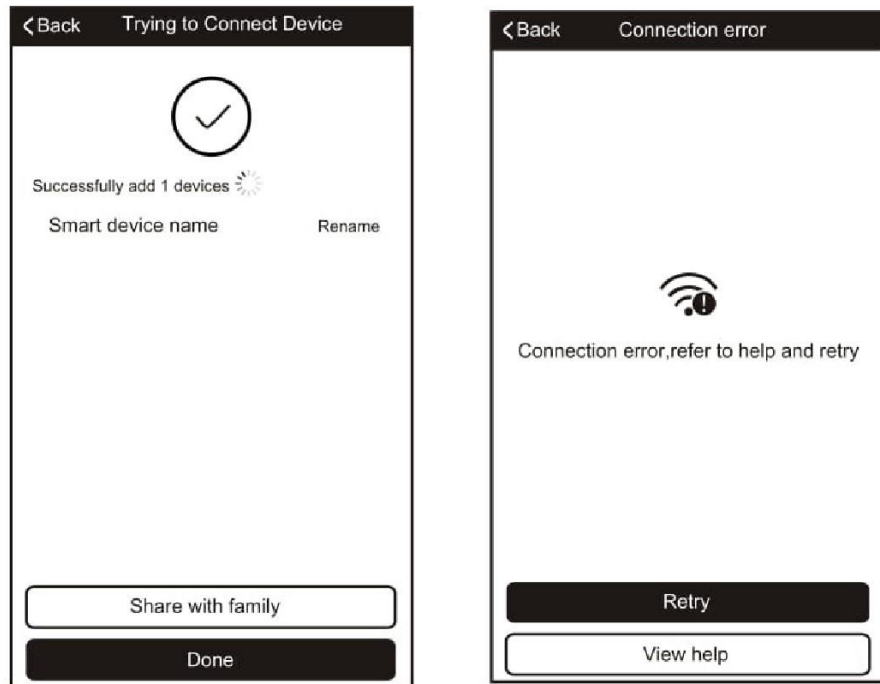 Back Trying to Connect Device
Successfully add 1 devices
Smart device name Rename
Share with family
Done
Back Connection error
Connection error,refer to help and retry
Retry
View help